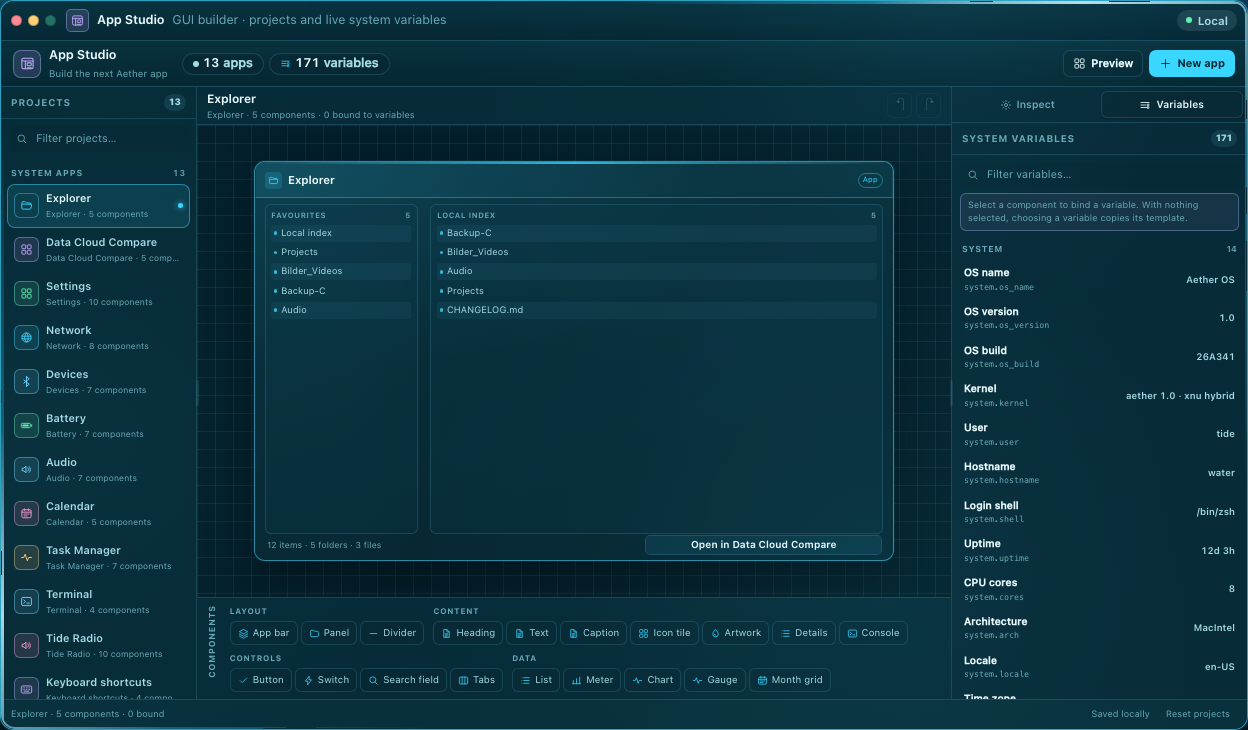 App Studio GUI builder · projects and live system variables
Local
App Studio
Build the next Aether app
13 apps
171 variables
Preview
New app
PROJECTS 13
Filter projects...
SYSTEM APPS 13
Explorer
Explorer · 5 components
Data Cloud Compare
Data Cloud Compare · 5 comp...
Settings
Settings · 10 components
Network
Network · 8 components
Devices
Devices · 7 components
Battery
Battery · 7 components
Audio
Audio · 7 components
Calendar
Calendar · 5 components
Task Manager
Task Manager · 7 components
Terminal
Terminal · 4 components
Tide Radio
Tide Radio · 10 components
Keyboard shortcuts
Keyboard shortcuts · 4 compo...
Explorer
Explorer · 5 components · 0 bound to variables
Explorer
App
FAVOURITES 5
Local index
Projects
Bilder_Videos
Backup-C
Audio
LOCAL INDEX 5
Backup-C
Bilder_Videos
Audio
Projects
CHANGELOG.md
12 items · 5 folders · 3 files
Open in Data Cloud Compare
COMPONENTS
LAYOUT
App bar
Panel
Divider
CONTENT
Heading
Text
Caption
Icon tile
Artwork
Details
Console
CONTROLS
Button
Switch
Search field
Tabs
DATA
List
Meter
Chart
Gauge
Month grid
Inspect
Variables
SYSTEM VARIABLES 171
Filter variables...
Select a component to bind a variable. With nothing
selected, choosing a variable copies its template.
SYSTEM 14
OS name
system.os_name
Aether OS
OS version
system.os_version
1.0
OS build
system.os_build
26A341
Kernel
system.kernel
aether 1.0 · xnu hybrid
User
system.user
tide
Hostname
system.hostname
water
Login shell
system.shell
/bin/zsh
Uptime
system.uptime
12d 3h
CPU cores
system.cores
8
Architecture
system.arch
MacIntel
Locale
system.locale
en-US
Time zone
Explorer · 5 components · 0 bound
Saved locally
Reset projects